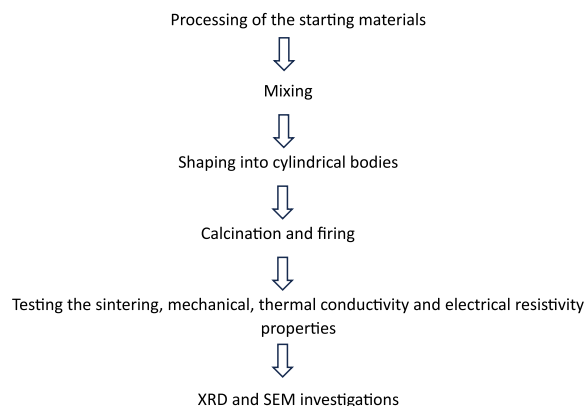 Processing of the starting materials
Mixing
Shaping into cylindrical bodies
Calcination and firing
Testing the sintering, mechanical, thermal conductivity and electrical resistivity
properties
XRD and SEM investigations